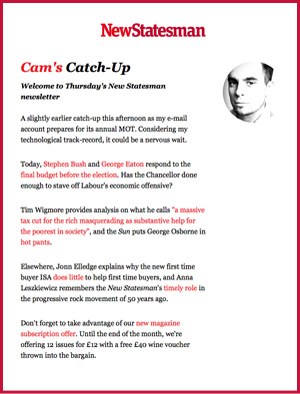 NewStatesman
Cam's Catch-Up
Welcome to Thursday's New Statesman
newsletter
A slightly earlier catch-up this afternoon as my e-mail
account prepares for its annual MOT. Considering my
technological track-record, it could be a nervous wait.
Today, Stephen Bush and George Eaton respond to the
final budget before the election. Has the Chancellor done
enough to stave off Labour's economic offensive?
Tim Wigmore provides analysis on what he calls "a massive
tax cut for the rich masquerading as substantive help for
the poorest in society", and the Sun puts George Osborne in
hot pants.
Elsewhere, Jonn Elledge explains why the new first time
buyer ISA does little to help first time buyers, and Anna
Leszkiewicz remembers the New Statesman's timely role in
the progressive rock movement of 50 years ago.
Don't forget to take advantage of our new magazine
subscription offer. Until the end of the month, we're
offering 12 issues for £12 with a free £40 wine voucher
thrown into the bargain.